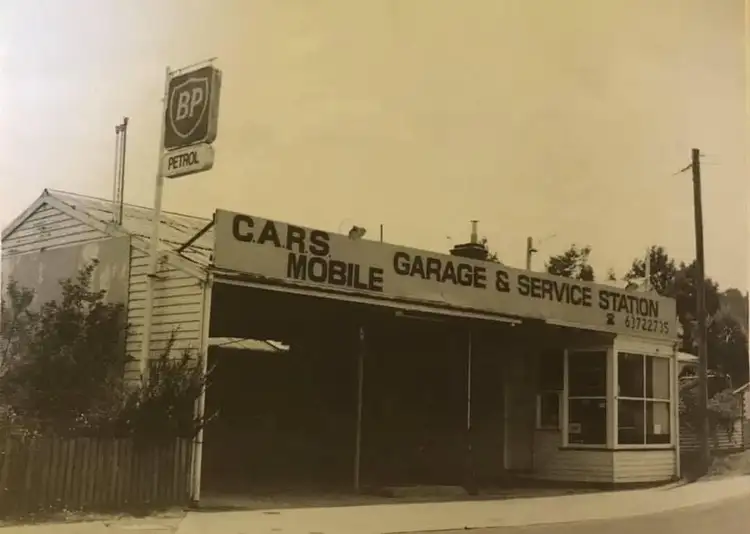 BP
PETROL
C.A.R.S.
MOBILE
GARAGE & SERVICE STATION
63722735